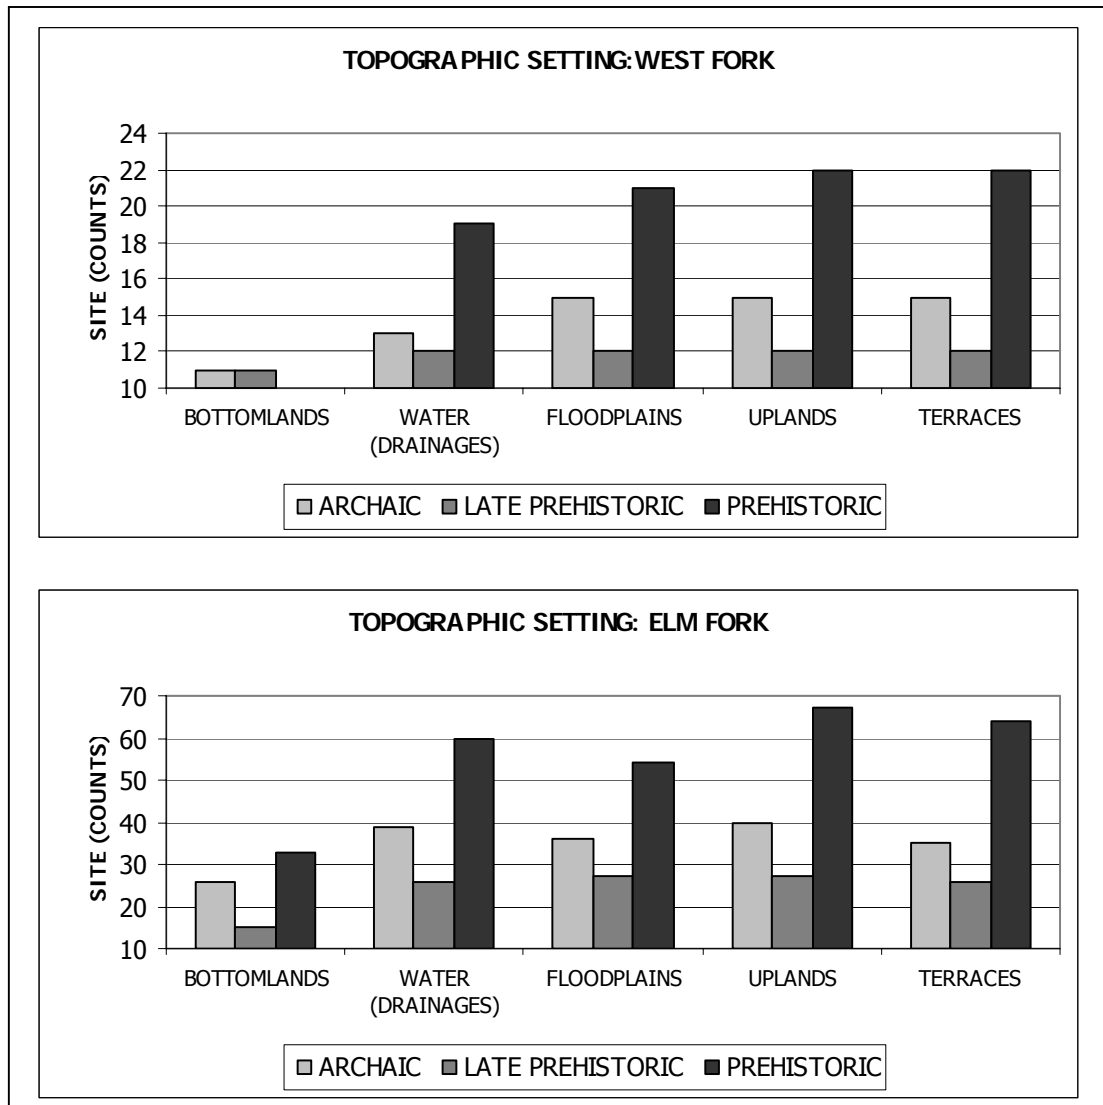 TOPOGRAPHIC SETTING:WEST FORK
24
22
20
18
16
14
12
10
SITE (COUNTS)
BOTTOMLANDS WATER FLOODPLAINS UPLANDS TERRACES
(DRAINAGES)
ARCHAIC LATE PREHISTORIC PREHISTORIC
TOPOGRAPHIC SETTING: ELM FORK
70
60
50
40
30
20
10
SITE (COUNTS)
BOTTOMLANDS WATER FLOODPLAINS UPLANDS TERRACES
(DRAINAGES)
ARCHAIC LATE PREHISTORIC PREHISTORIC